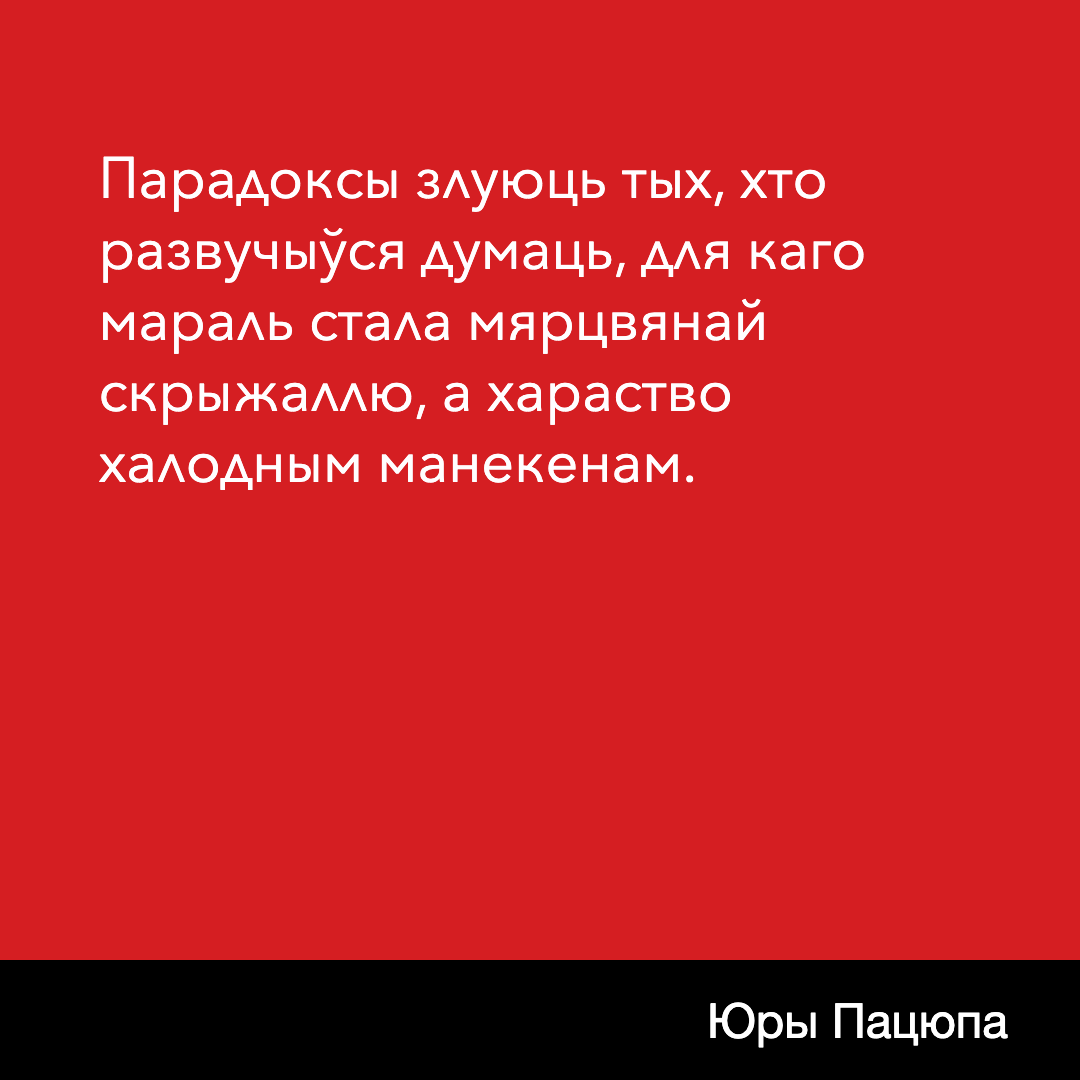 Парадоксы злуюць тых, хто
развучыўся думаць, для каго
мараль стала мярцвянай
скрыжаллю, а хараство
халодным манекенам.
Юры Пацюпа